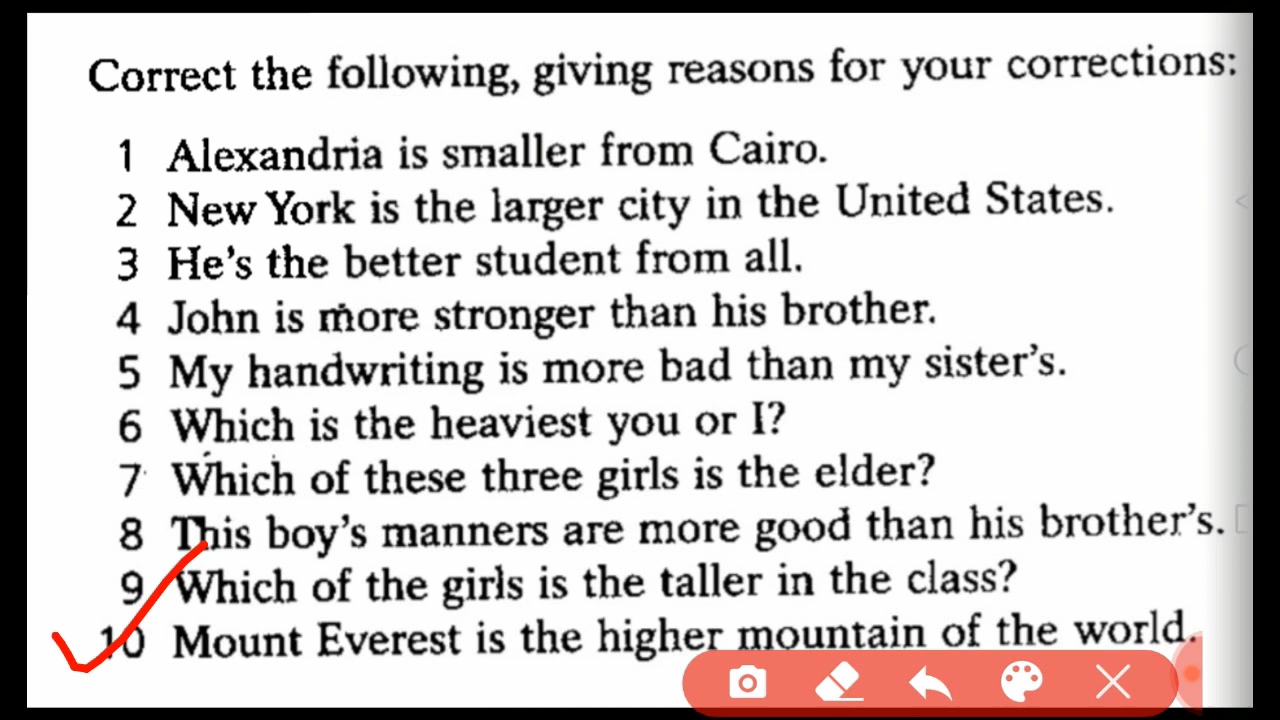 Correct the following, giving reasons for your corrections:
1 Alexandria is smaller from Cairo.
2 New York is the larger city in the United States.
3 He's the better student from all.
4 John is more stronger than his brother.
5 My handwriting is more bad than my sister's.
6 Which is the heaviest you or I?
7 Which of these three girls is the elder?
8 This boy's manners are more good than his brother's.
9 Which of the girls is the taller in the class?
10 Mount Everest is the higher mountain of the world.